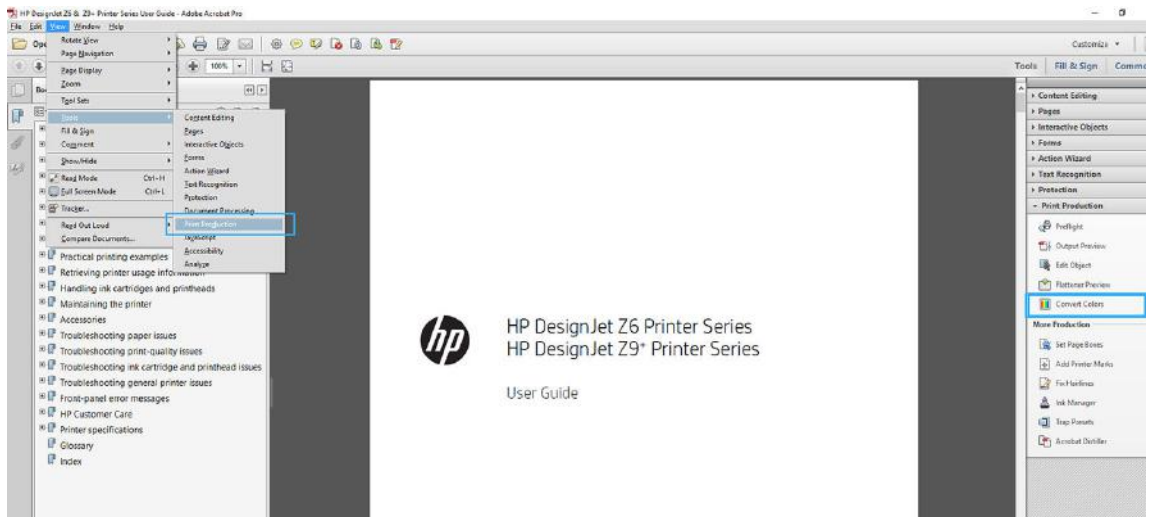 HP DesignJet Z6 & Z9+ Printer Series User Guide - Adobe Acrobat Pro
File Edit View Window Help
Customize
100%
Tools Fill & Sign
Rotate View
Page Navigation
Page Display
Zoom
Tool Sets
Tools
Fill & Sign
Comment
Show/Hide
Read Mode Ctrl+H
Full Screen Mode Ctrl+L
Tracker...
Read Out Loud
Compare Documents...
Content Editing
Pages
Interactive Objects
Forms
Action Wizard
Text Recognition
Protection
Document Processing
Print Production
JavaScript
Accessibility
Analyze
Practical printing examples
Retrieving printer usage information
Handling ink cartridges and printheads
Maintaining the printer
Accessories
Troubleshooting paper issues
Troubleshooting print-quality issues
Troubleshooting ink cartridge and printhead issues
Troubleshooting general printer issues
Front-panel error messages
HP Customer Care
Printer specifications
Glossary
Index
hp
HP DesignJet Z6 Printer Series
HP DesignJet Z9+ Printer Series
User Guide
Content Editing
Pages
Interactive Objects
Forms
Action Wizard
Text Recognition
Protection
Print Production
Preflight
Output Preview
Edit Object
Flattener Preview
Convert Colors
More Production
Set Page Boxes
Add Printer Marks
Fix Hairlines
Ink Manager
Trap Presets
Acrobat Distiller